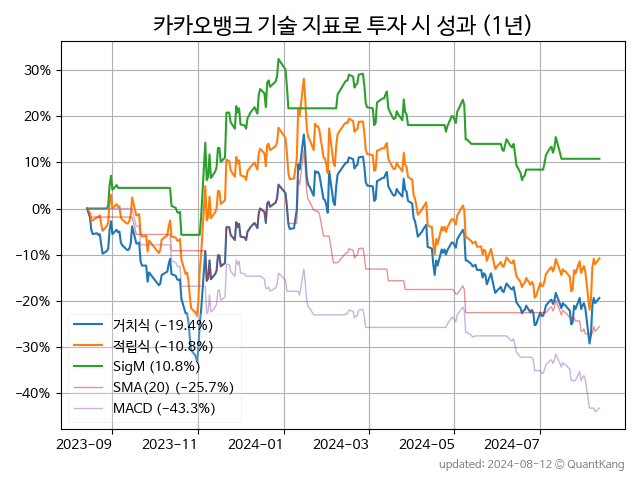 카카오뱅크 기술 지표로 투자 시 성과 (1년)
30%
20%
10%
0%
−10%
−20%
−30%
−40%
거치식 (−19.4%)
적립식 (−10.8%)
SigM (10.8%)
SMA(20) (−25.7%)
MACD (−43.3%)
2023-09 2023-11 2024-01 2024-03 2024-05 2024-07
updated: 2024-08-12 © QuantKang